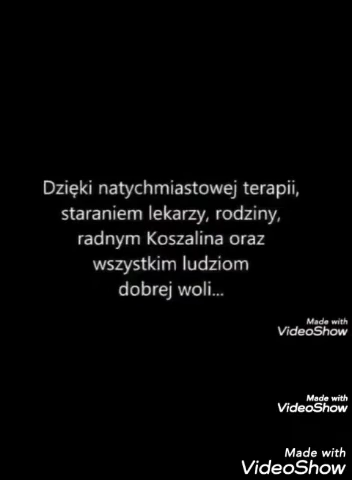 Dzięki natychmiastowej terapii,
staraniem lekarzy, rodziny,
radnym Koszalina oraz
wszystkim ludziom
dobrej woli...
Made with
VideoShow
Made with
VideoShow
Made with
VideoShow